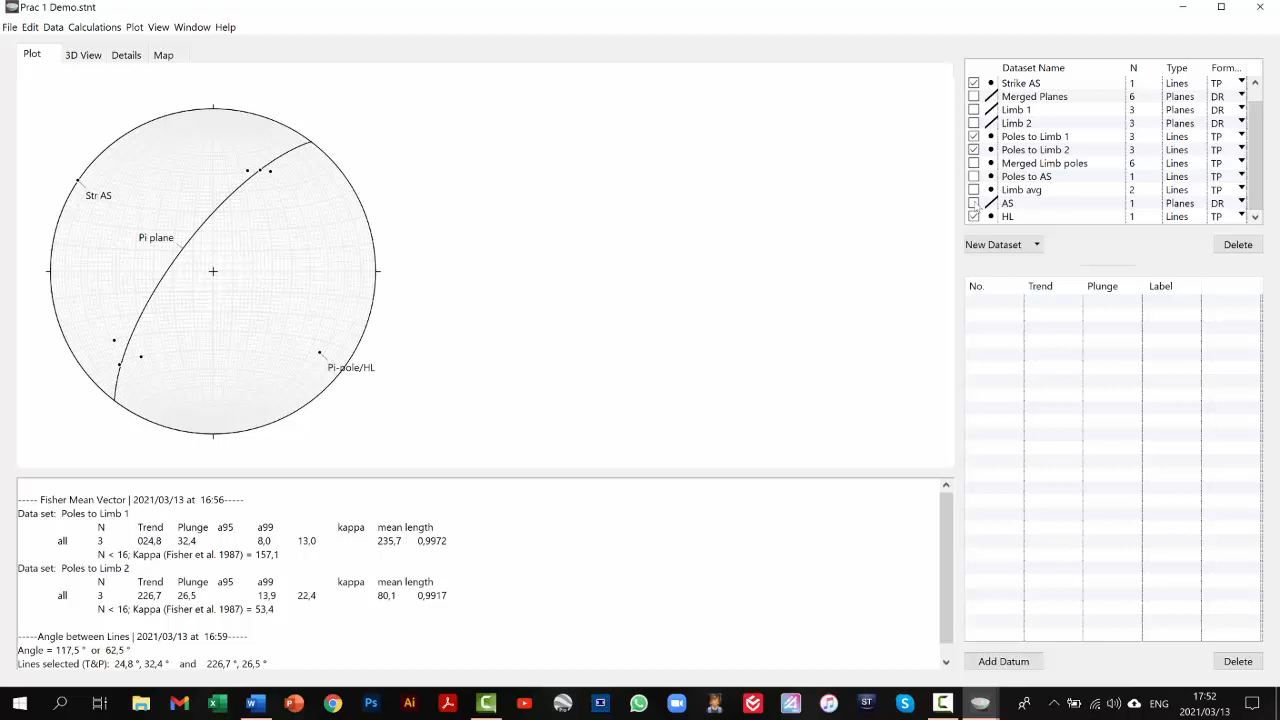 Prac 1 Demo.stnt
File Edit Data Calculations Plot View Window Help
Plot 3D View Details Map
Dataset Name N Type Form...
Strike AS 1 Lines TP
Merged Planes 6 Planes DR
Limb 1 3 Planes DR
Limb 2 3 Planes DR
Poles to Limb 1 3 Lines TP
Poles to Limb 2 3 Lines TP
Merged Limb poles 6 Lines TP
Poles to AS 1 Lines TP
Limb avg 2 Lines TP
AS 1 Planes DR
HL 1 Lines TP
New Dataset Delete
No. Trend Plunge Label
Str AS
Pi plane
Pi-pole/HL
----- Fisher Mean Vector | 2021/03/13 at 16:56-----
Data set: Poles to Limb 1
N Trend Plunge a95 a99 kappa mean length
all 3 024,8 32,4 8,0 13,0 235,7 0,9972
N < 16; Kappa (Fisher et al. 1987) = 157,1
Data set: Poles to Limb 2
N Trend Plunge a95 a99 kappa mean length
all 3 226,7 26,5 13,9 22,4 80,1 0,9917
N < 16; Kappa (Fisher et al. 1987) = 53,4
-----Angle between Lines | 2021/03/13 at 16:59-----
Angle = 117,5 ° or 62,5 °
Lines selected (T&P): 24,8 °, 32,4 ° and 226,7 °, 26,5 °
Add Datum Delete
ENG
17:52
2021/03/13